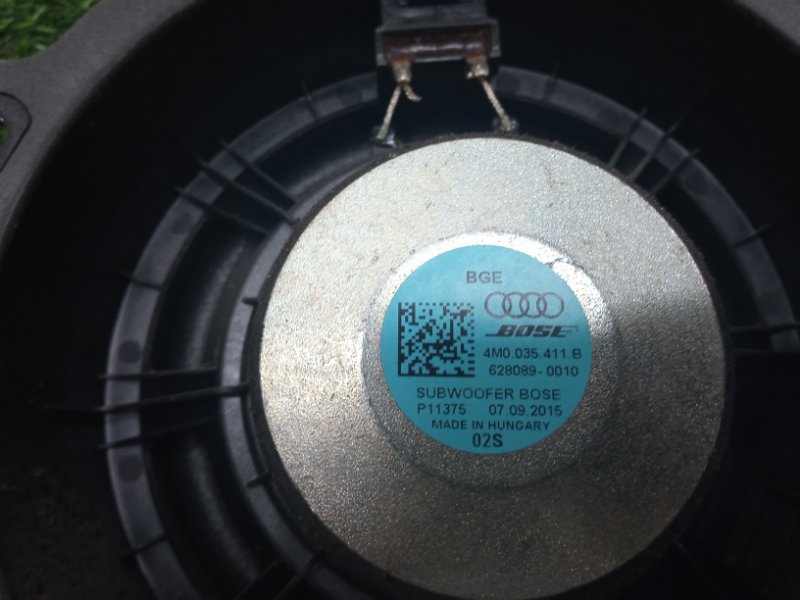 BGE
BOSE
4M0.035.411.B
628089-0010
SUBWOOFER BOSE
P11375 07.09.2015
MADE IN HUNGARY
02S